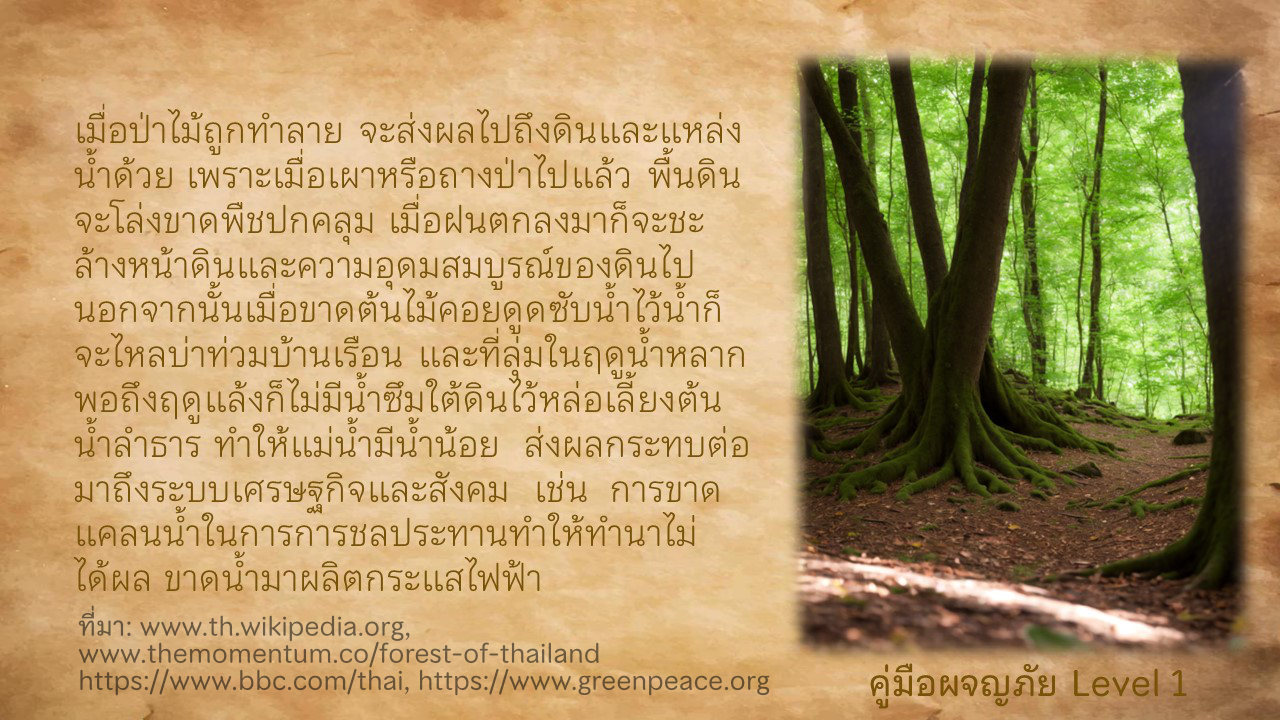 เมื่อป่าไม้ถูกทำลาย จะส่งผลไปถึงดินและแหล่ง
น้ำด้วย เพราะเมื่อเผาหรือถางป่าไปแล้ว พื้นดิน
จะโล่งขาดพืชปกคลุม เมื่อฝนตกลงมาก็จะชะ
ล้างหน้าดินและความอุดมสมบูรณ์ของดินไป
นอกจากนั้นเมื่อขาดต้นไม้คอยดูดซับน้ำไว้น้ำก็
จะไหลบ่าท่วมบ้านเรือน และที่ลุ่มในฤดูน้ำหลาก
พอถึงฤดูแล้งก็ไม่มีน้ำซึมใต้ดินไว้หล่อเลี้ยงต้น
น้ำลำธาร ทำให้แม่น้ำมีน้ำน้อย ส่งผลกระทบต่อ
มาถึงระบบเศรษฐกิจและสังคม เช่น การขาด
แคลนน้ำในการการชลประทานทำให้ทำนาไม่
ได้ผล ขาดน้ำมาผลิตกระแสไฟฟ้า
ที่มา: www.th.wikipedia.org,
www.themomentum.co/forest-of-thailand
https://www.bbc.com/thai, https://www.greenpeace.org
คู่มือผจญภัย Level 1